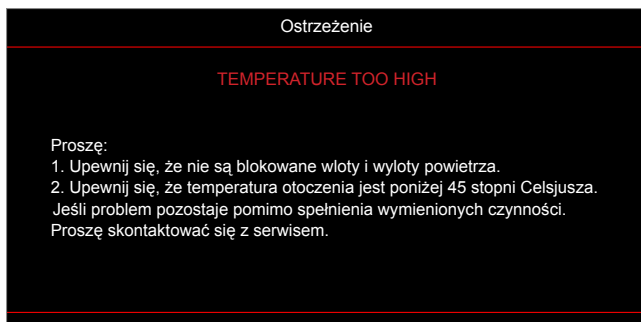 Ostrzeżenie
TEMPERATURE TOO HIGH
Proszę:
1. Upewnij się, że nie są blokowane wloty i wyloty powietrza.
2. Upewnij się, że temperatura otoczenia jest poniżej 45 stopni Celsjusza.
Jeśli problem pozostaje pomimo spełnienia wymienionych czynności.
Proszę skontaktować się z serwisem.